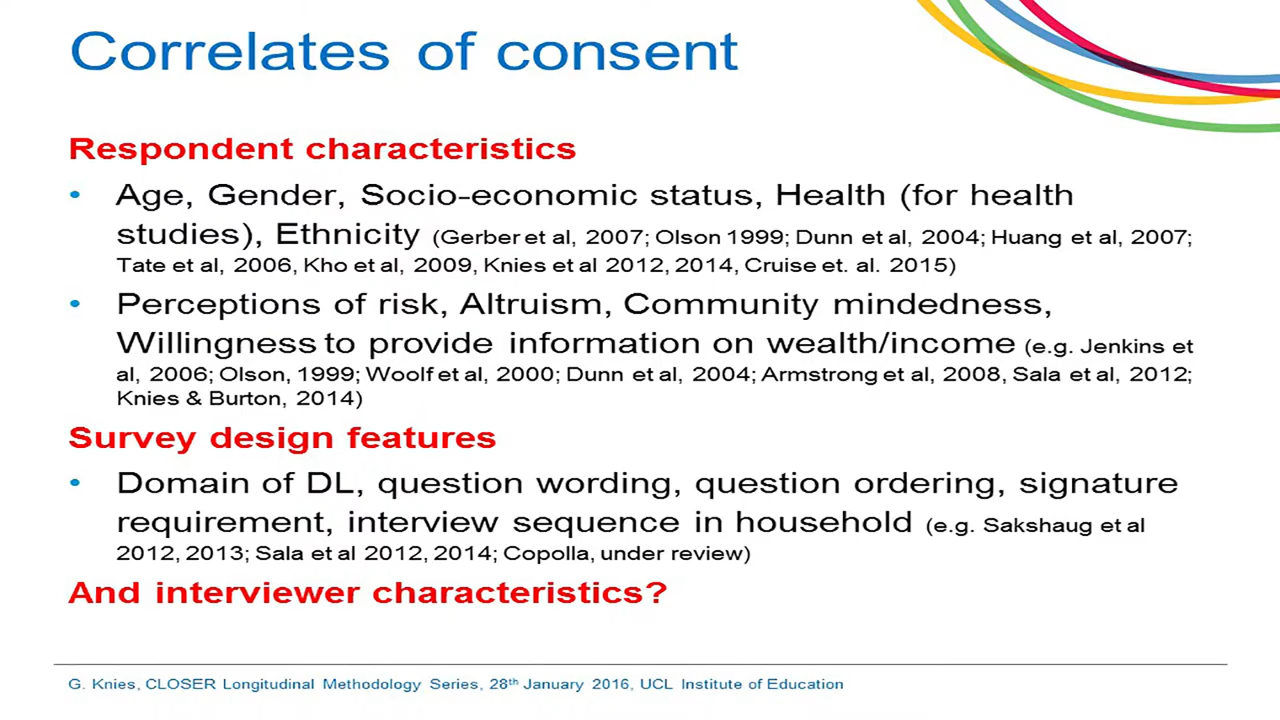 Correlates of consent
Respondent characteristics
• Age, Gender, Socio-economic status, Health (for health
studies), Ethnicity (Gerber et al, 2007; Olson 1999; Dunn et al, 2004; Huang et al, 2007;
Tate et al, 2006, Kho et al, 2009, Knies et al 2012, 2014, Cruise et. al. 2015)
• Perceptions of risk, Altruism, Community mindedness,
Willingness to provide information on wealth/income (e.g. Jenkins et
al, 2006; Olson, 1999; Woolf et al, 2000; Dunn et al, 2004; Armstrong et al, 2008, Sala et al, 2012;
Knies & Burton, 2014)
Survey design features
• Domain of DL, question wording, question ordering, signature
requirement, interview sequence in household (e.g. Sakshaug et al
2012, 2013; Sala et al 2012, 2014; Copolla, under review)
And interviewer characteristics?
G. Knies, CLOSER Longitudinal Methodology Series, 28th January 2016, UCL Institute of Education